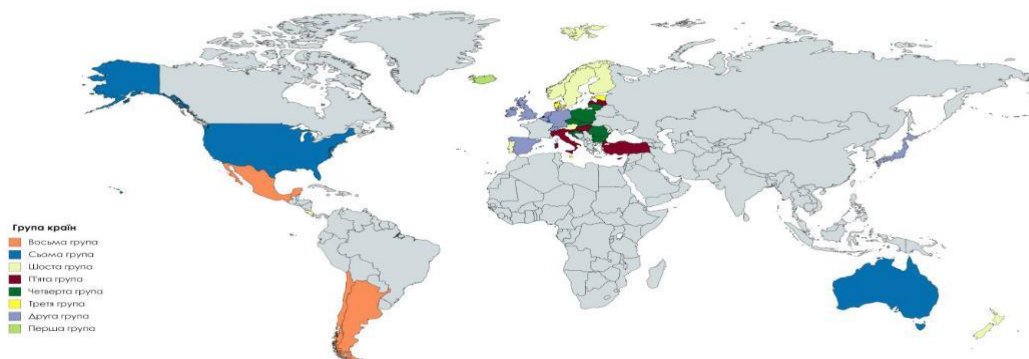 Група країн
Восьма група
Сьома група
Шоста група
П'ята група
Четверта група
Третя група
Друга група
Перша група